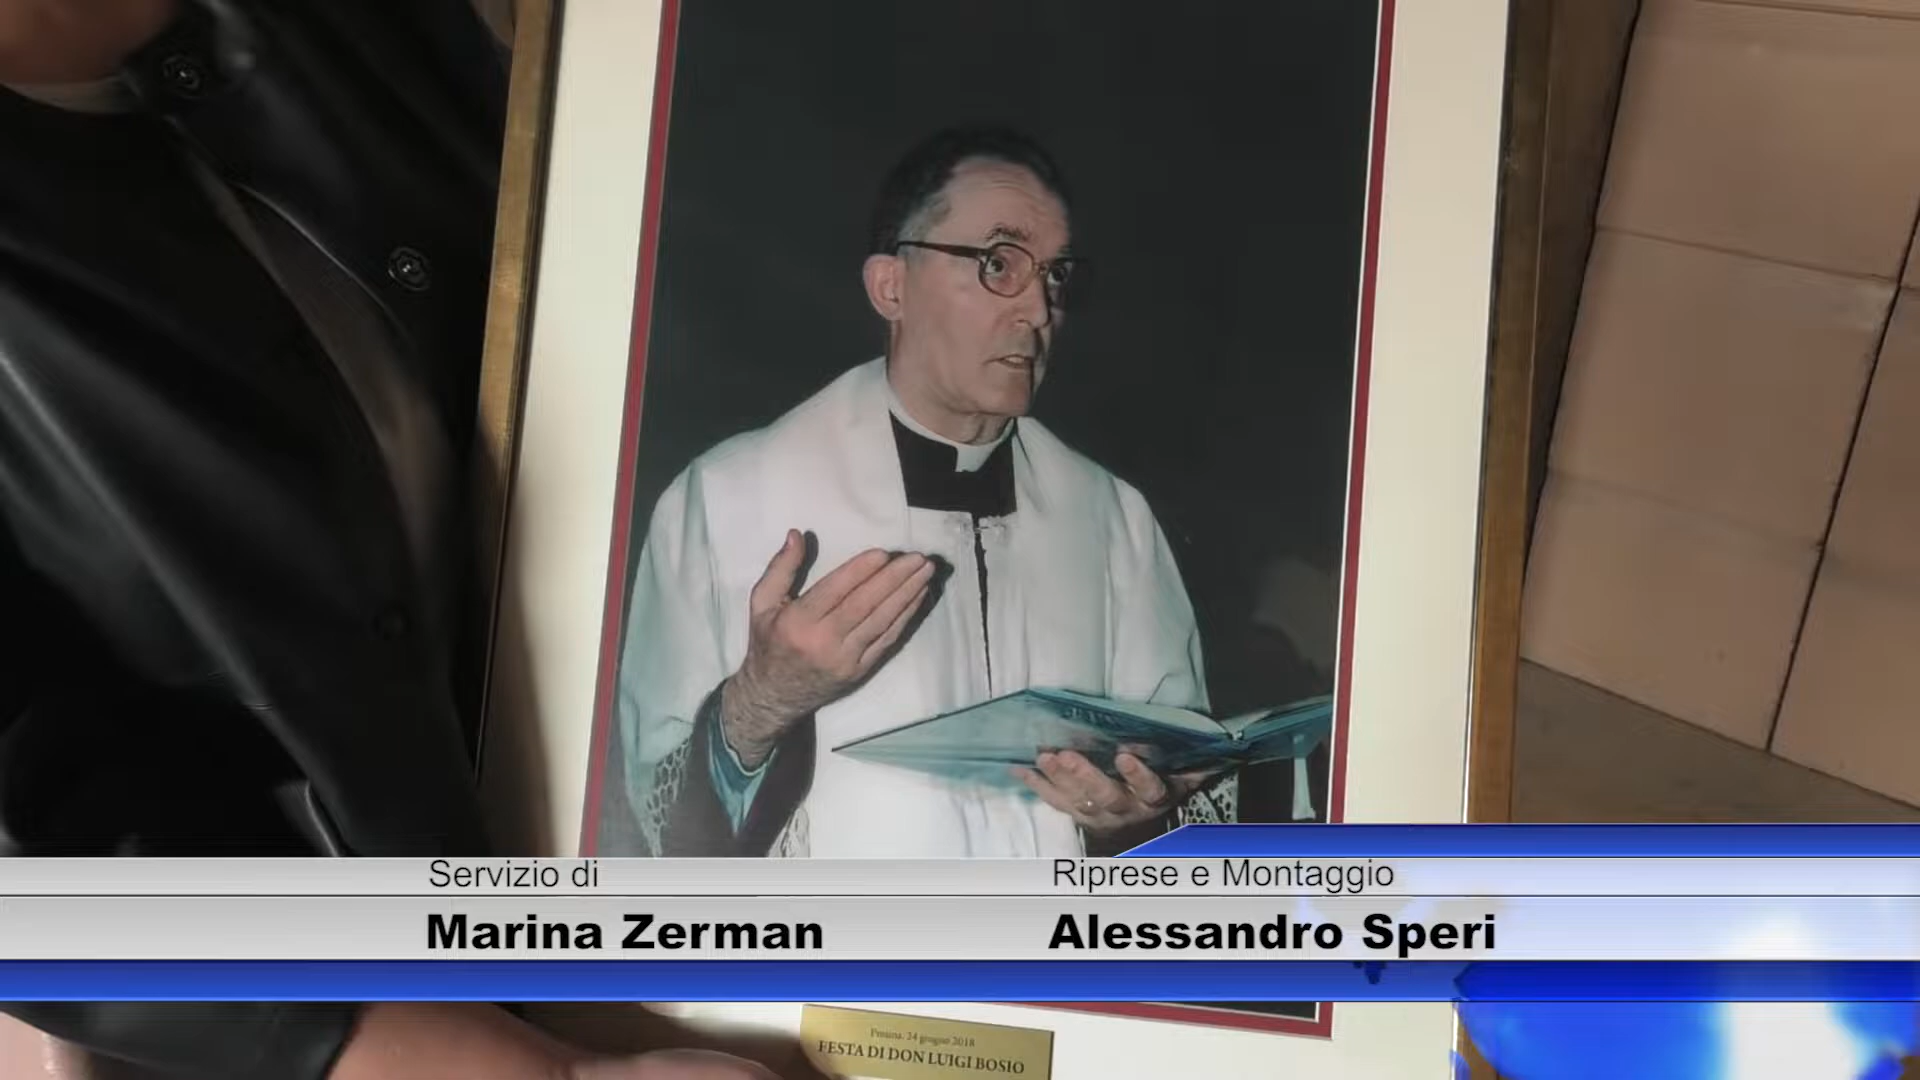 Servizio di
Marina Zerman
Riprese e Montaggio
Alessandro Speri
24 giugno 2018
FESTA DI DON LUIGI BOSIO